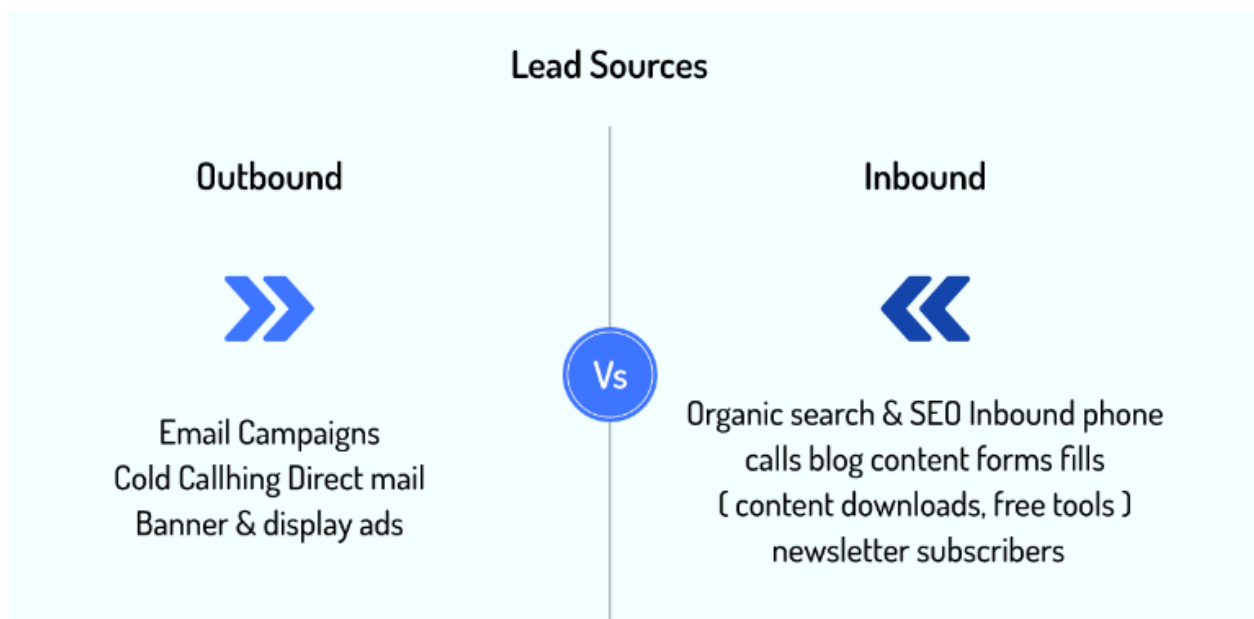 Lead Sources
Outbound
Email Campaigns
Cold Callhing Direct mail
Banner & display ads
Vs
Inbound
Organic search & SEO Inbound phone
calls blog content forms fills
( content downloads, free tools )
newsletter subscribers